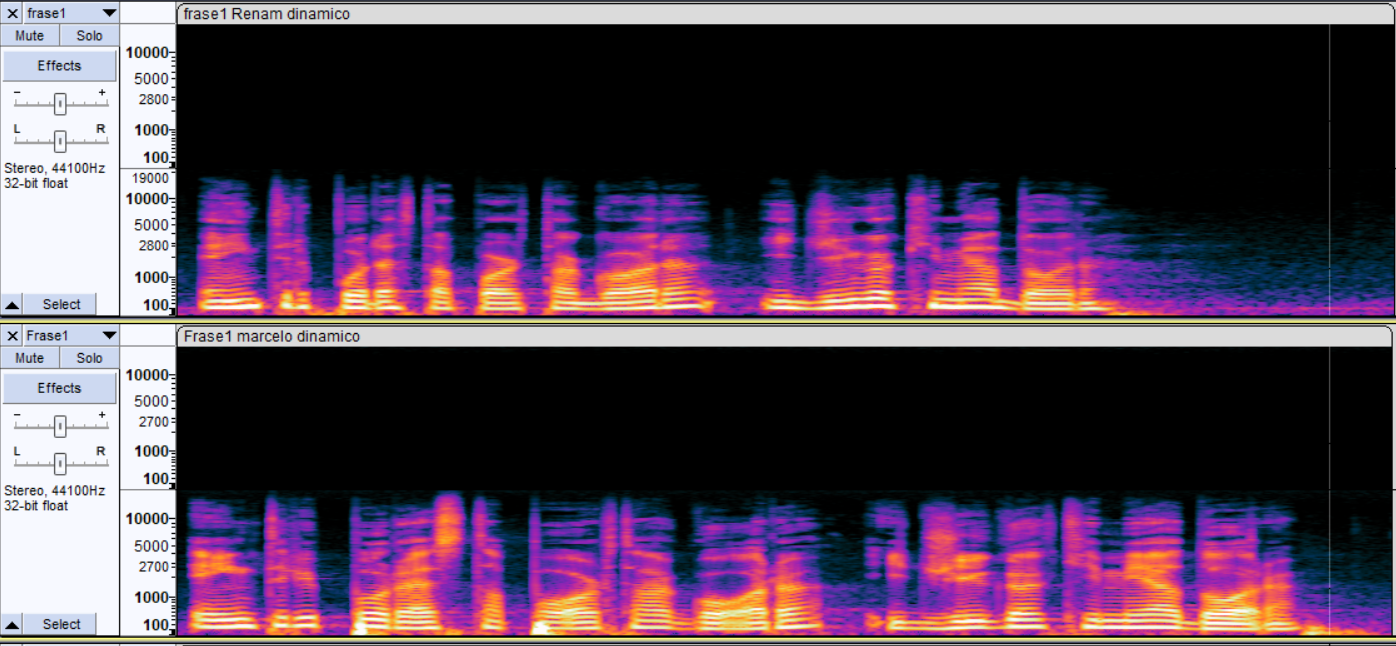 frase1
frase1 Renam dinamico
Mute Solo
Effects
- +
L R
Stereo, 44100Hz
32-bit float
Select
10000
5000
2800
1000
100
19000
10000
5000
2800
1000
100
Frase1
Frase1 marcelo dinamico
Mute Solo
Effects
- +
L R
Stereo, 44100Hz
32-bit float
Select
10000
5000
2700
1000
100
10000
5000
2700
1000
100